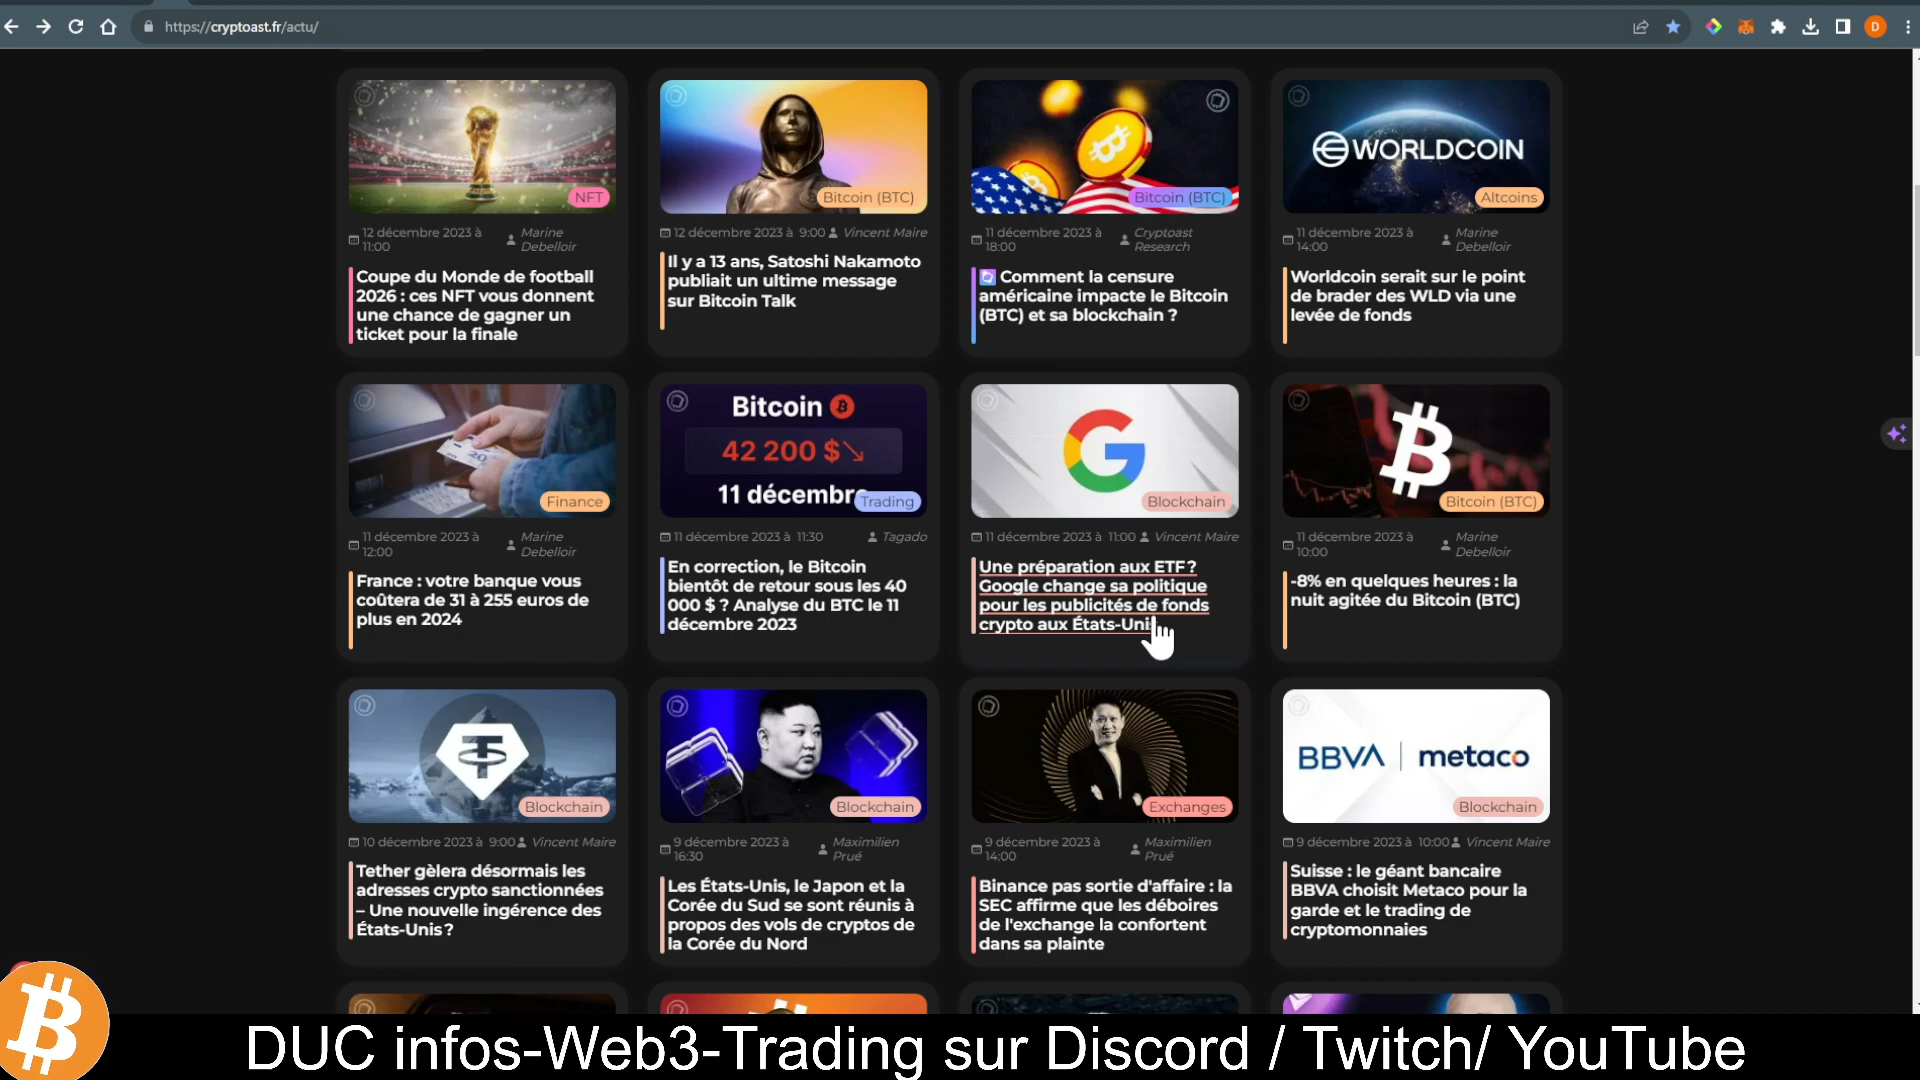 https://cryptoast.fr/actu/
D
NFT
12 décembre 2023 à
11:00
Marine
Debelloir
Coupe du Monde de football
2026 : ces NFT vous donnent
une chance de gagner un
ticket pour la finale
Bitcoin (BTC)
12 décembre 2023 à 9:00 Vincent Maire
Il y a 13 ans, Satoshi Nakamoto
publiait un ultime message
sur Bitcoin Talk
Bitcoin (BTC)
11 décembre 2023 à
18:00
Cryptoast
Research
Comment la censure
américaine impacte le Bitcoin
(BTC) et sa blockchain ?
WORLDCOIN
Altcoins
11 décembre 2023 à
14:00
Marine
Debelloir
Worldcoin serait sur le point
de brader des WLD via une
levée de fonds
20
Finance
11 décembre 2023 à
12:00
Marine
Debelloir
France : votre banque vous
coûtera de 31 à 255 euros de
plus en 2024
Bitcoin
42 200 $
11 décembre
Trading
11 décembre 2023 à 11:30 Tagado
En correction, le Bitcoin
bientôt de retour sous les 40
000 $ ? Analyse du BTC le 11
décembre 2023
Blockchain
11 décembre 2023 à 11:00 Vincent Maire
Une préparation aux ETF ?
Google change sa politique
pour les publicités de fonds
crypto aux États-Unis
Bitcoin (BTC)
11 décembre 2023 à
10:00
Marine
Debelloir
-8% en quelques heures : la
nuit agitée du Bitcoin (BTC)
Blockchain
10 décembre 2023 à 9:00 Vincent Maire
Tether gèlera désormais les
adresses crypto sanctionnées
– Une nouvelle ingérence des
États-Unis ?
Blockchain
9 décembre 2023 à
16:30
Maximilien
Prué
Les États-Unis, le Japon et la
Corée du Sud se sont réunis à
propos des vols de cryptos de
la Corée du Nord
Exchanges
9 décembre 2023 à
14:00
Maximilien
Prué
Binance pas sortie d'affaire : la
SEC affirme que les déboires
de l'exchange la confortent
dans sa plainte
BBVA | metaco
Blockchain
9 décembre 2023 à 10:00 Vincent Maire
Suisse : le géant bancaire
BBVA choisit Metaco pour la
garde et le trading de
cryptomonnaies
DUC infos-Web3-Trading sur Discord / Twitch/ YouTube